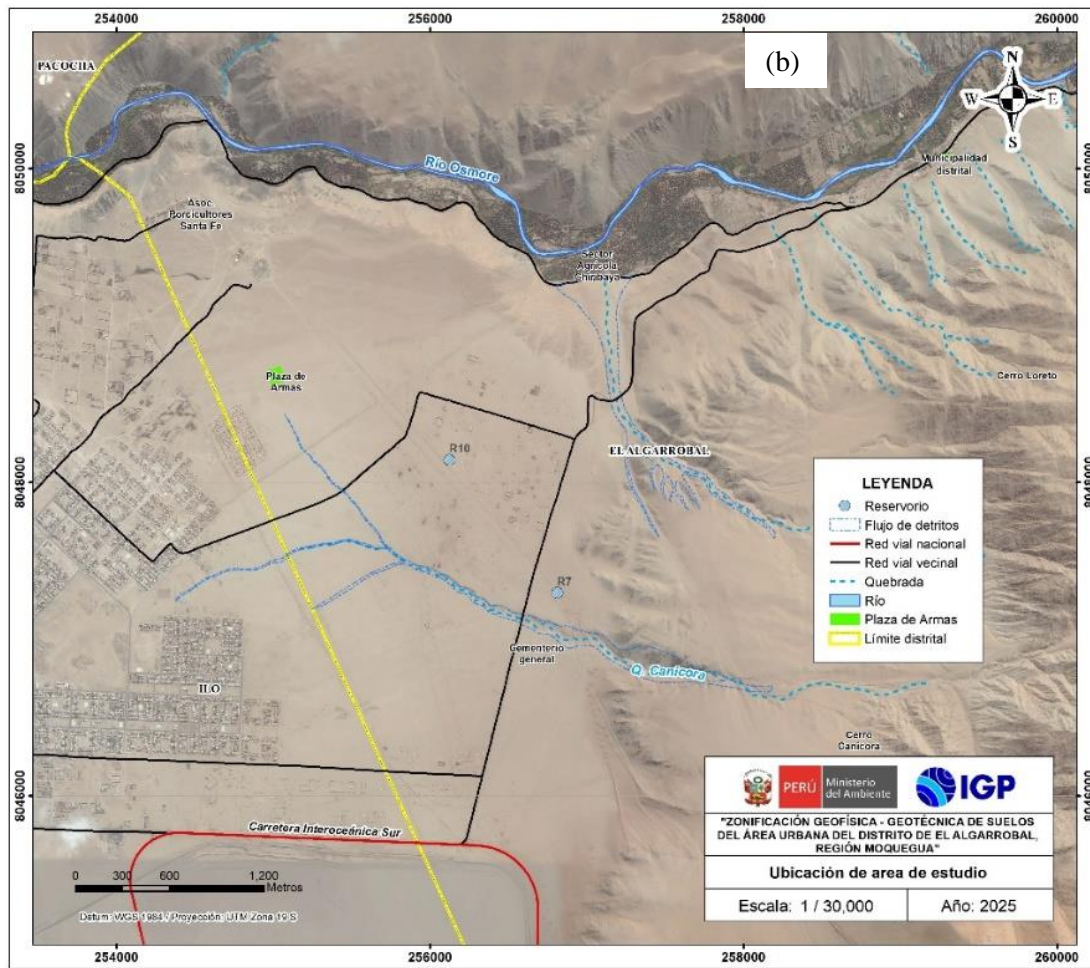 254000
256000
258000
260000
(b)
PACOCHA
N
W E
S
8050000
8050000
Río Osmore
Municipalidad
distrital
Asoc.
Porcicultores
Santa Fe
Sector
Agrícola
Chiribaya
Plaza de
Armas
Cerro Loreto
R10
EL ALGARROBAL
8048000
8048000
LEYENDA
Reservorio
Flujo de detritos
Red vial nacional
Red vial vecinal
Quebrada
Río
Plaza de Armas
Límite distrital
R7
Cementerio
general
Q. Canicora
ILO
Cerro
Canicora
8046000
8046000
PERÚ
Ministerio
del Ambiente
IGP
"ZONIFICACIÓN GEOFÍSICA - GEOTÉCNICA DE SUELOS
DEL ÁREA URBANA DEL DISTRITO DE EL ALGARROBAL,
REGIÓN MOQUEGUA"
Ubicación de area de estudio
Escala: 1 / 30,000
Año: 2025
Carretera Interoceánica Sur
0 300 600 1,200
Metros
Datum: WGS 1984 / Proyección: UTM Zona 19 S
254000
256000
258000
260000